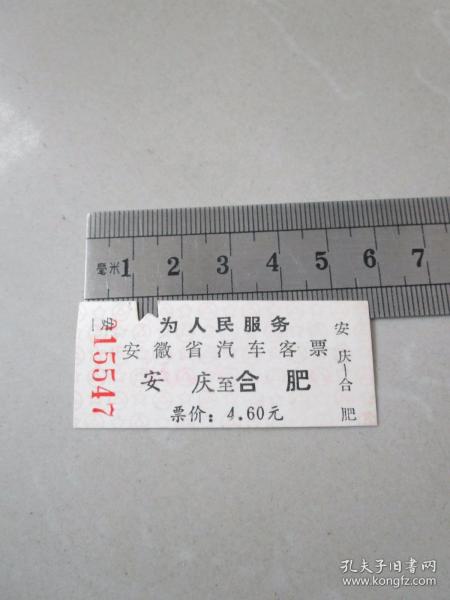 毫米 1 2 3 4 5 6 7
为人民服务
安徽省汽车客票
安庆至合肥
票价：4.60元
安庆—合肥
安
15547
孔夫子旧书网
www.kongfz.com